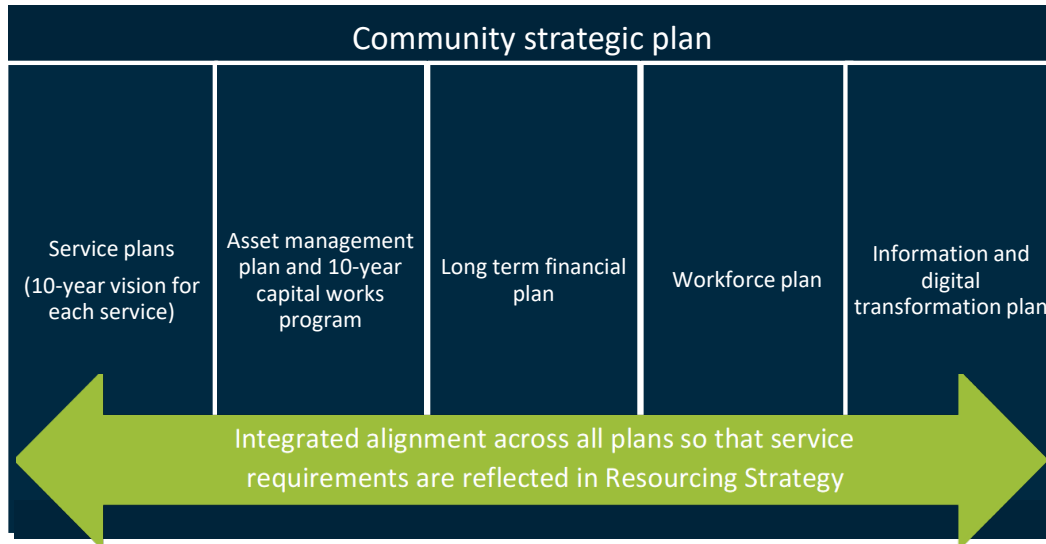 Community strategic plan
Service plans
(10-year vision for
each service)
Asset management
plan and 10-year
capital works
program
Long term financial
plan
Workforce plan
Information and
digital
transformation plan
Integrated alignment across all plans so that service
requirements are reflected in Resourcing Strategy